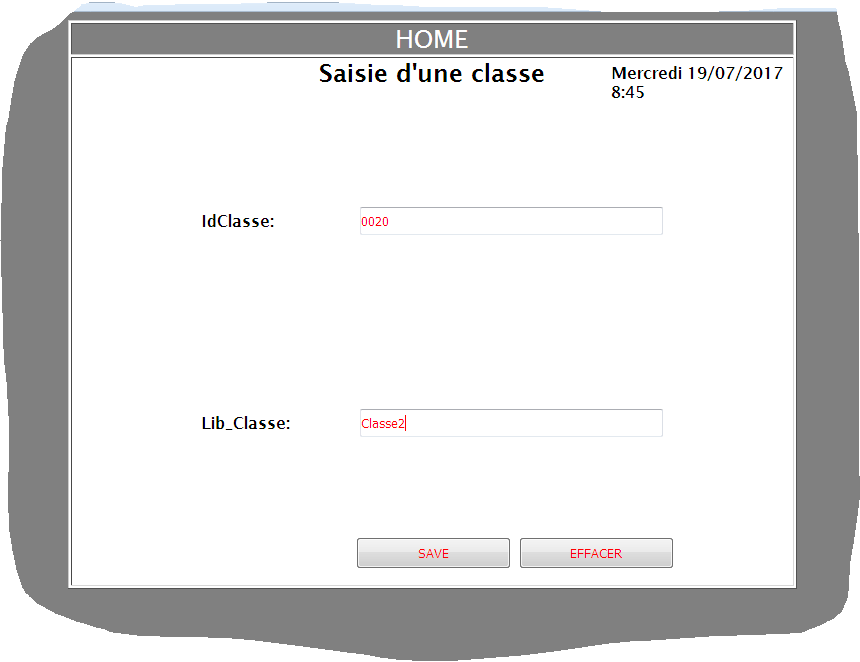 HOME
Saisie d'une classe
Mercredi 19/07/2017
8:45
IdClasse:
0020
Lib_Classe:
Classe2
SAVE
EFFACER